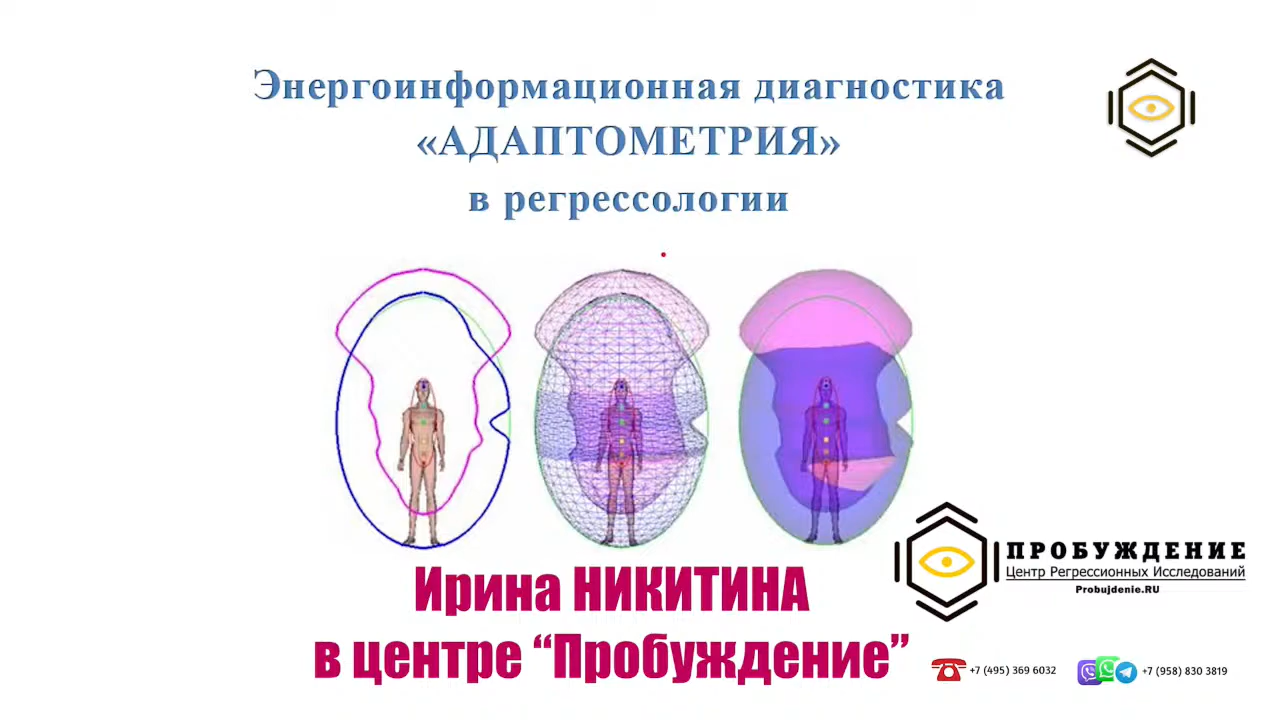 Энергоинформационная диагностика
«АДАПТОМЕТРИЯ»
в регрессологии
ПРОБУЖДЕНИЕ
Центр Регрессионных Исследований
Probujdenie.RU
Ирина НИКИТИНА
в центре “Пробуждение”
+7 (495) 369 6032
+7 (958) 830 3819